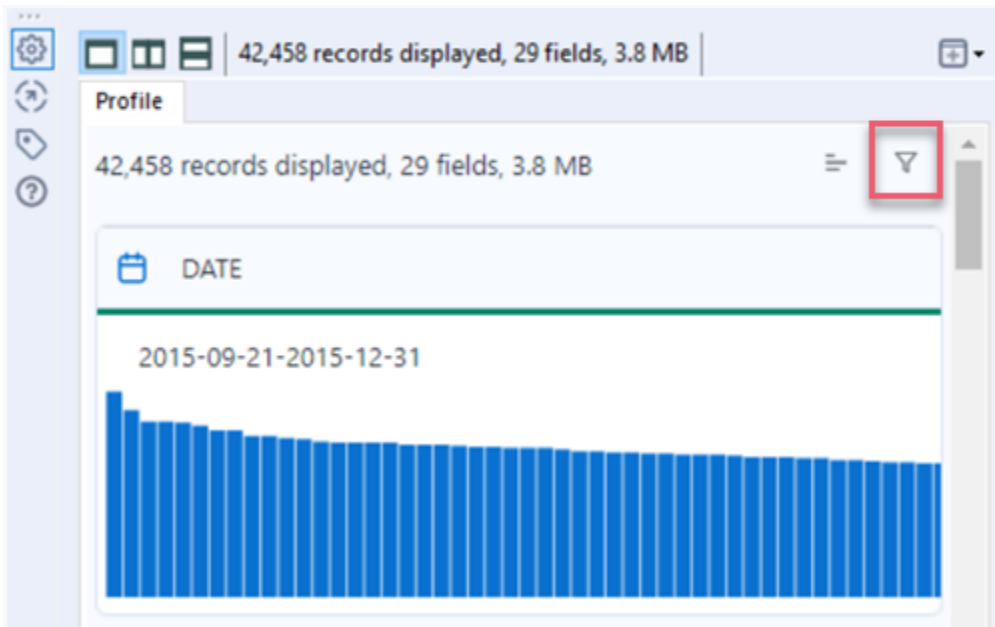 42,458 records displayed, 29 fields, 3.8 MB
Profile
42,458 records displayed, 29 fields, 3.8 MB
DATE
2015-09-21-2015-12-31